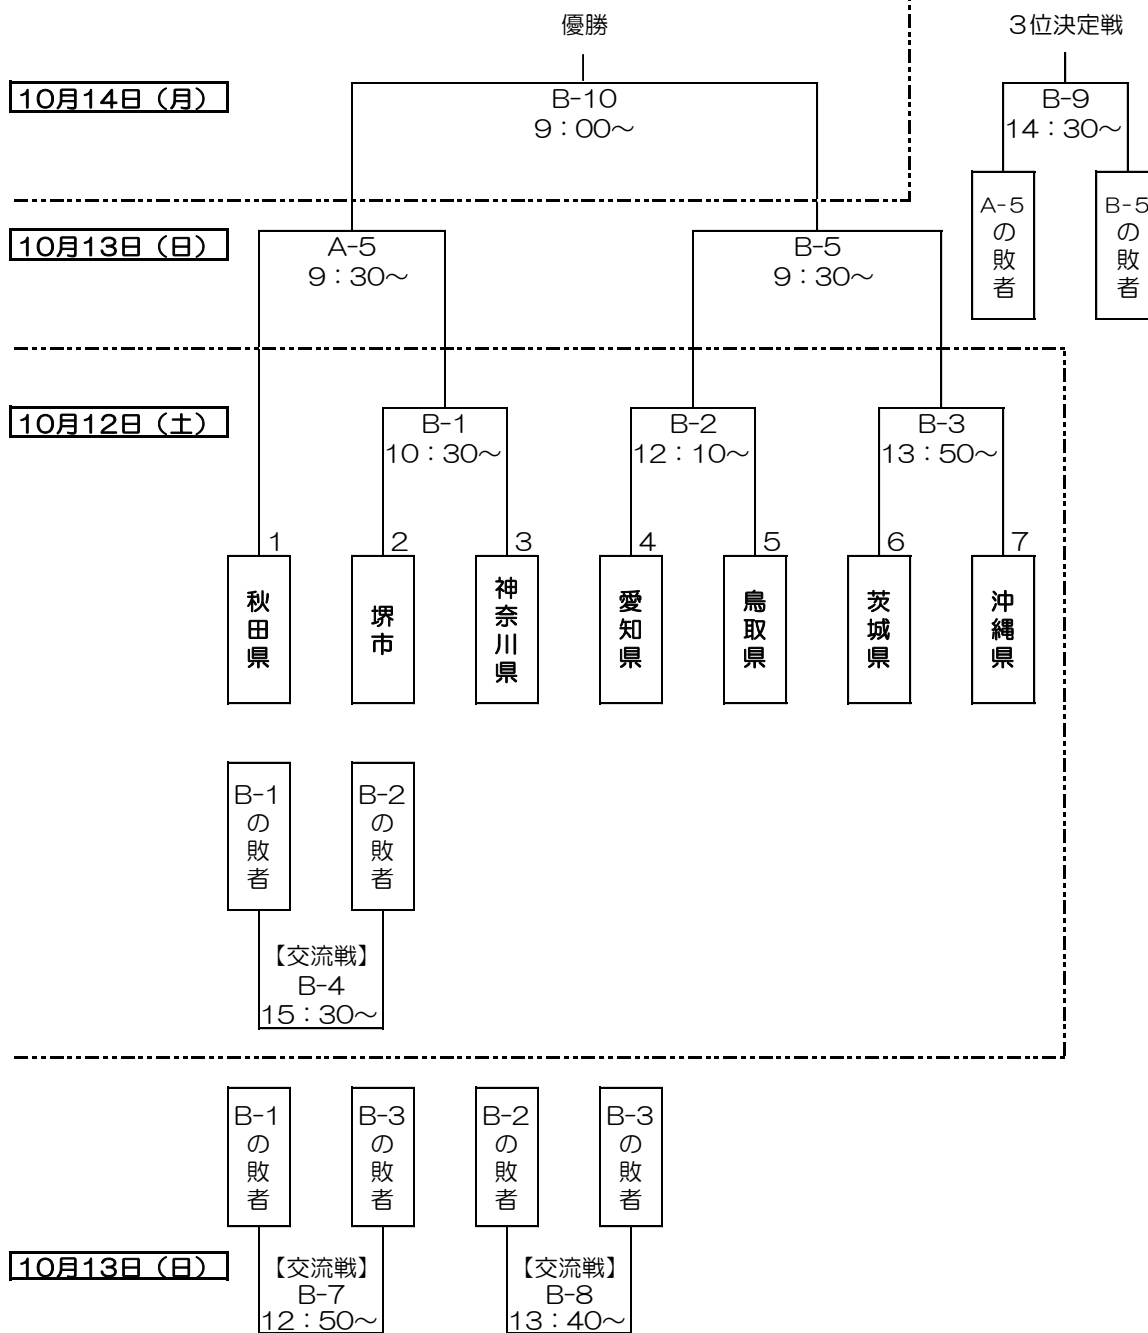 優勝
3位決定戦
10月14日（月）
B-10
9：00～
B-9
14：30～
A-5の敗者
B-5の敗者
10月13日（日）
A-5
9：30～
B-5
9：30～
10月12日（土）
B-1
10：30～
B-2
12：10～
B-3
13：50～
1
2
3
4
5
6
7
秋田県
堺市
神奈川県
愛知県
鳥取県
茨城県
沖縄県
B-1の敗者
B-2の敗者
【交流戦】
B-4
15：30～
B-1の敗者
B-3の敗者
B-2の敗者
B-3の敗者
10月13日（日）
【交流戦】
B-7
12：50～
【交流戦】
B-8
13：40～